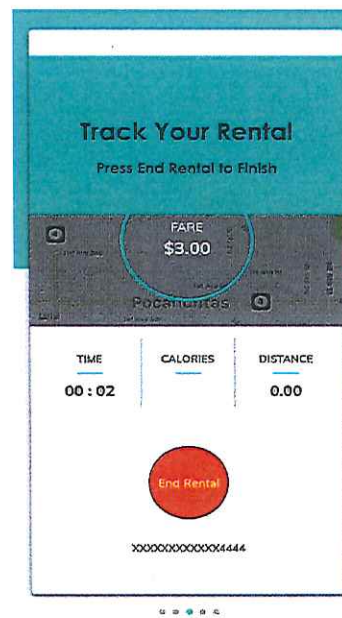 Track Your Rental
Press End Rental to Finish
FARE
$3.00
Pocahontas
TIME CALORIES DISTANCE
00 : 02 0.00
End Rental
XXXXXXXXXXXX4444